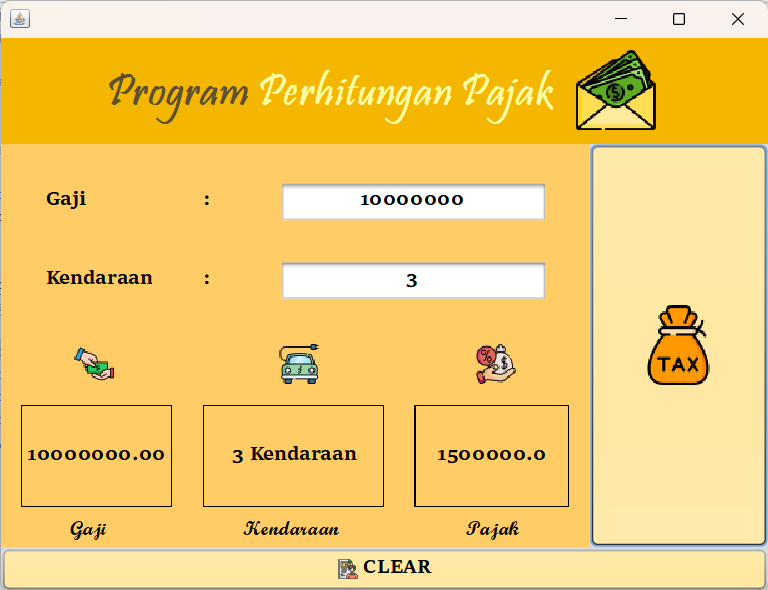 Program Perhitungan Pajak
Gaji : 10000000
Kendaraan : 3
TAX
10000000.00 3 Kendaraan 1500000.0
Gaji Kendaraan Pajak
CLEAR